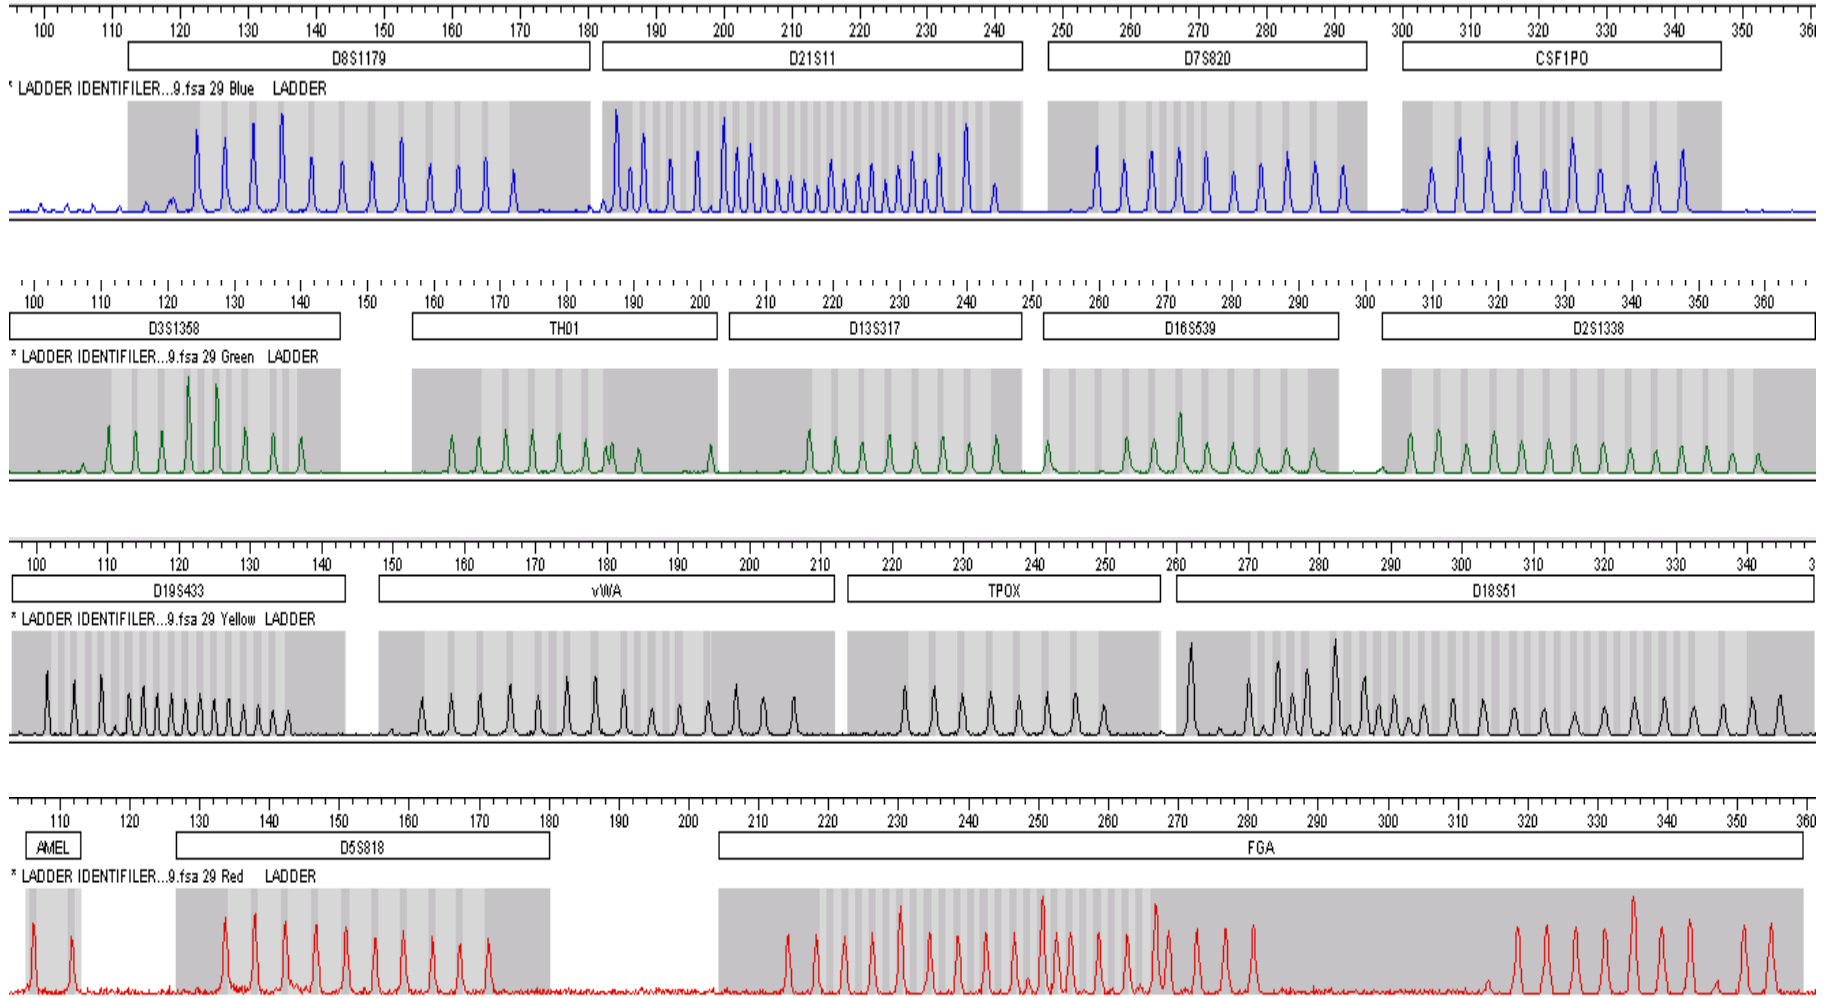 100 110 120 130 140 150 160 170 180 190 200 210 220 230 240 250 260 270 280 290 300 310 320 330 340 350 36
D8S1179 D21S11 D7S820 CSF1PO
* LADDER IDENTIFILER...9.fsa 29 Blue LADDER
100 110 120 130 140 150 160 170 180 190 200 210 220 230 240 250 260 270 280 290 300 310 320 330 340 350 360
D3S1358 TH01 D13S317 D16S539 D2S1338
* LADDER IDENTIFILER...9.fsa 29 Green LADDER
100 110 120 130 140 150 160 170 180 190 200 210 220 230 240 250 260 270 280 290 300 310 320 330 340 3
D19S433 vWA TPOX D18S51
* LADDER IDENTIFILER...9.fsa 29 Yellow LADDER
110 120 130 140 150 160 170 180 190 200 210 220 230 240 250 260 270 280 290 300 310 320 330 340 350 360
AMEL D5S818 FGA
* LADDER IDENTIFILER...9.fsa 29 Red LADDER